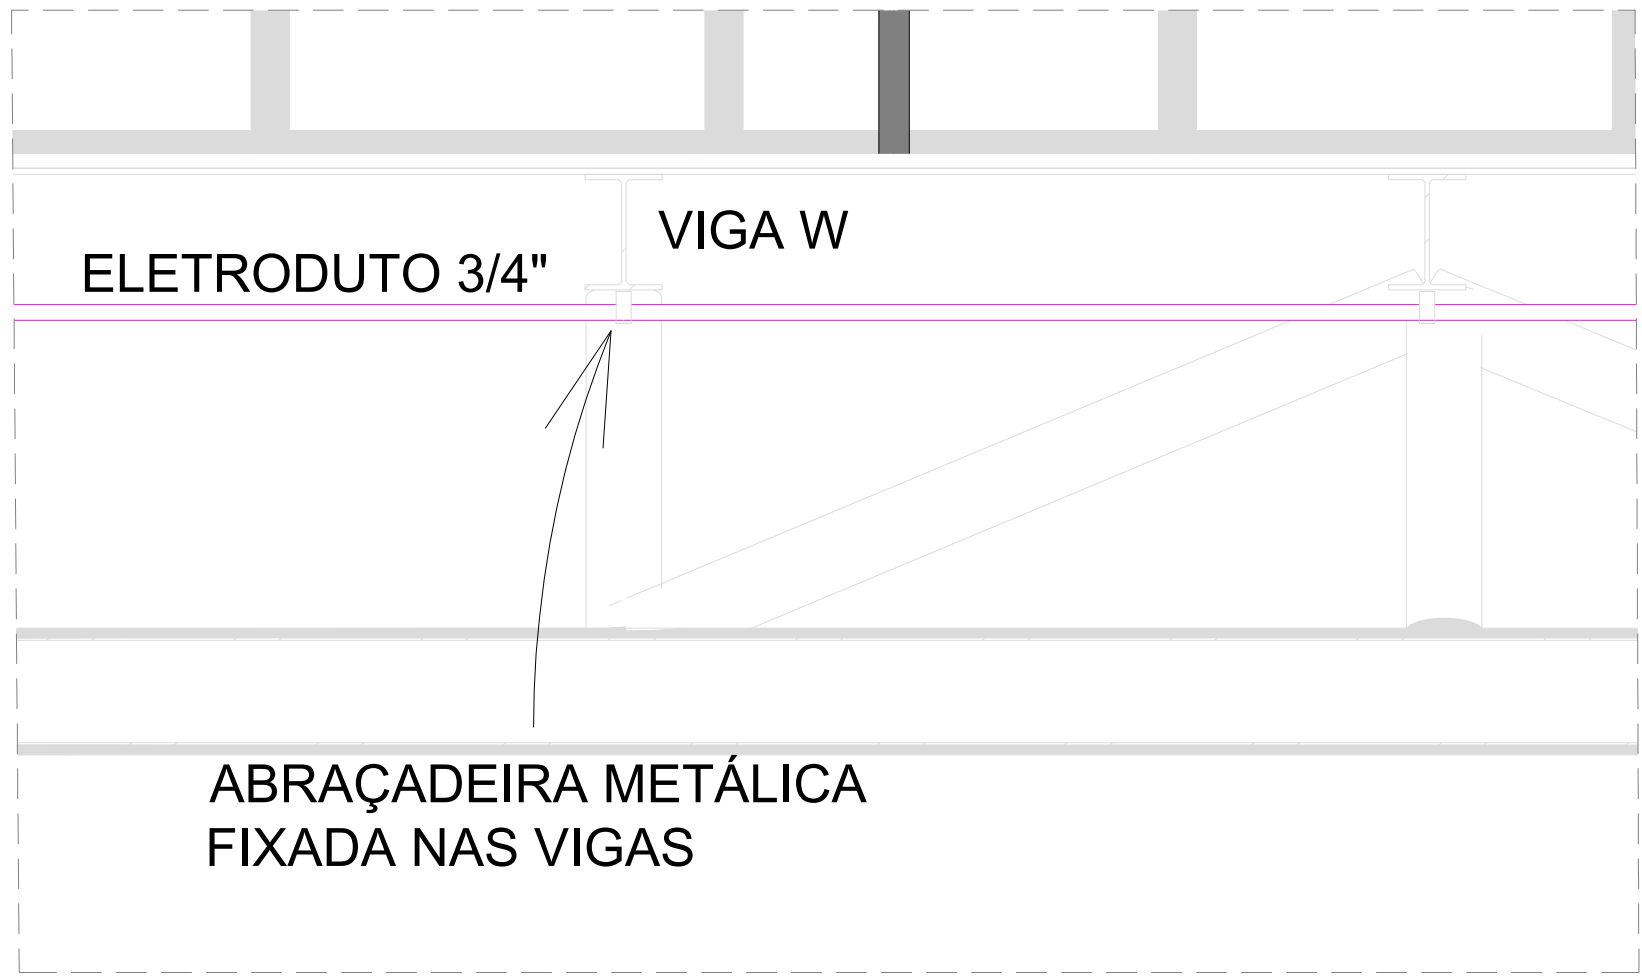 VIGA W
ELETRODUTO 3/4"
ABRAÇADEIRA METÁLICA
FIXADA NAS VIGAS